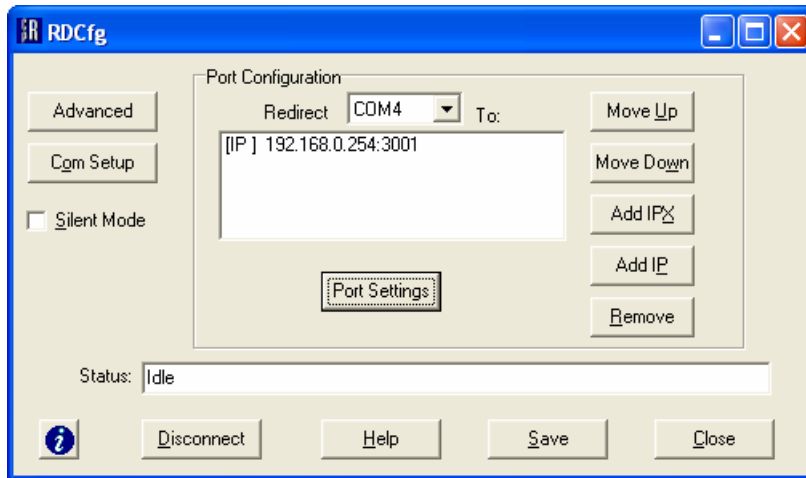 RDCfg
Port Configuration
Advanced
Redirect COM4 To:
Move Up
[IP ] 192.168.0.254:3001
Com Setup
Move Down
Silent Mode
Add IPX
Add IP
Port Settings
Remove
Status: Idle
Disconnect Help Save Close